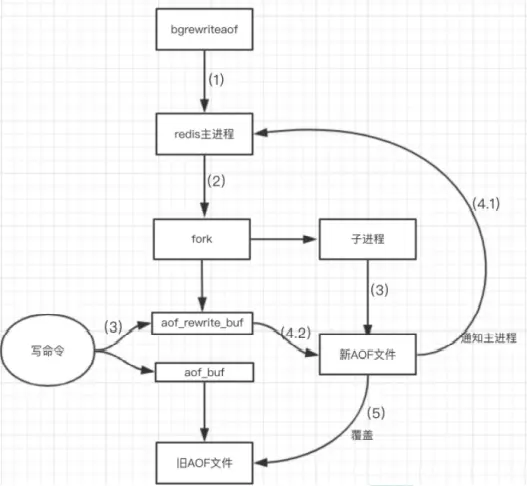 bgrewriteaof
(1)
redis主进程
(2)
(4.1)
fork
子进程
(3)
(3)
aof_rewrite_buf
(4.2)
写命令
新AOF文件
通知主进程
aof_buf
(5)
覆盖
旧AOF文件